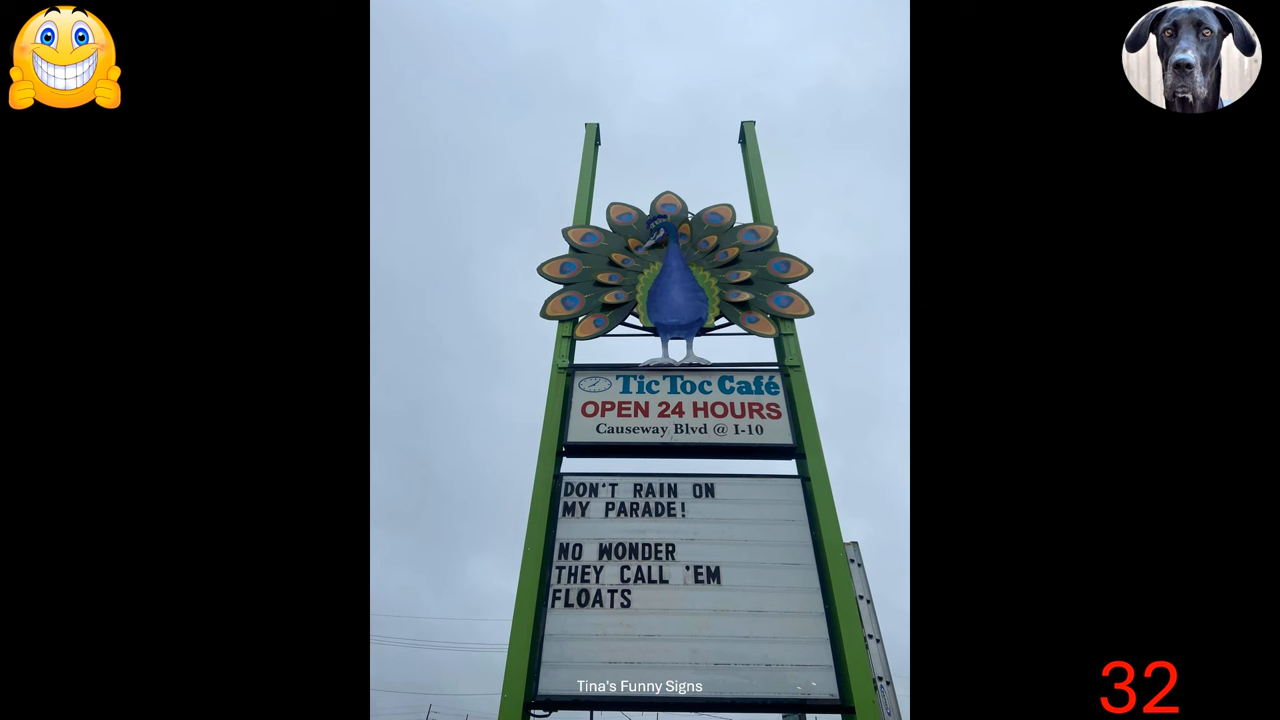 Tic Toc Café
OPEN 24 HOURS
Causeway Blvd @ I-10
DON'T RAIN ON
MY PARADE!
NO WONDER
THEY CALL 'EM
FLOATS
Tina's Funny Signs
32